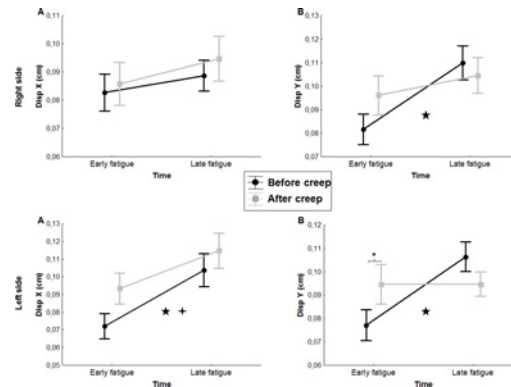 A
Right side
Disp X (cm)
0,12
0,11
0,10
0,09
0,08
0,07
0,06
Early fatigue Late fatigue
Time
B
Disp Y (cm)
0,13
0,12
0,11
0,10
0,09
0,08
0,07
Early fatigue Late fatigue
Time
Before creep
After creep
A
Left side
Disp X (cm)
0,13
0,12
0,11
0,10
0,09
0,08
0,07
0,06
0,05
Early fatigue Late fatigue
Time
B
Disp Y (cm)
0,12
0,11
0,10
0,09
0,08
0,07
0,06
*
Early fatigue Late fatigue
Time